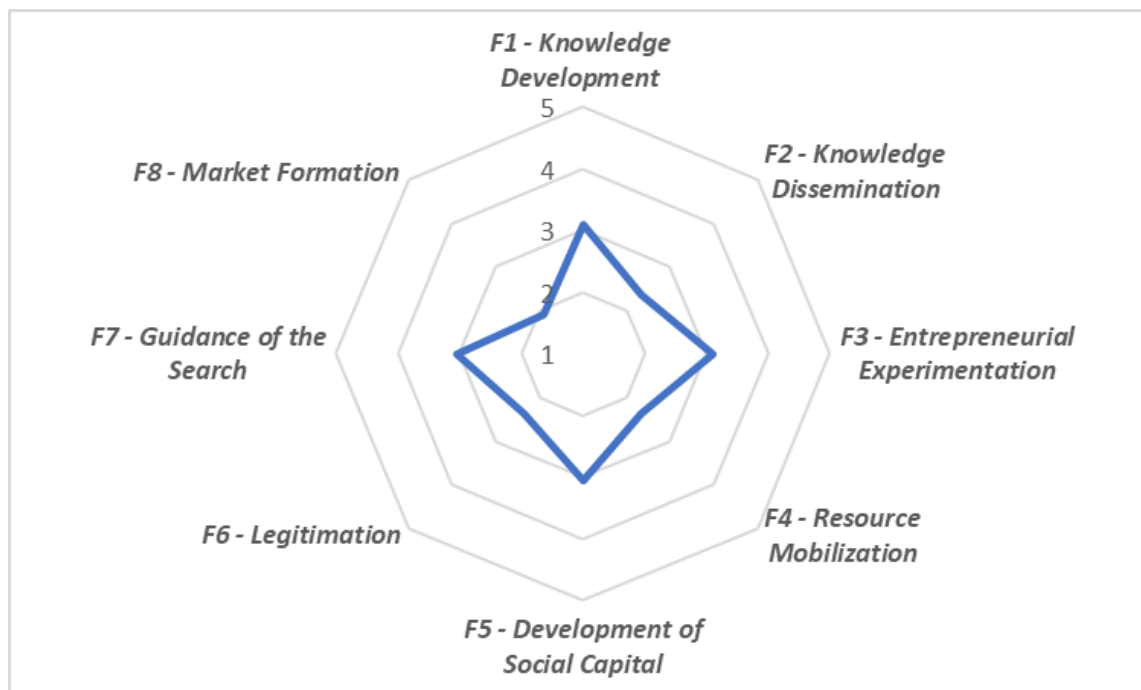 F1 - Knowledge
Development
5
F2 - Knowledge
Dissemination
F8 - Market Formation
4
3
2
F7 - Guidance of the
Search
1
F3 - Entrepreneurial
Experimentation
F6 - Legitimation
F4 - Resource
Mobilization
F5 - Development of
Social Capital